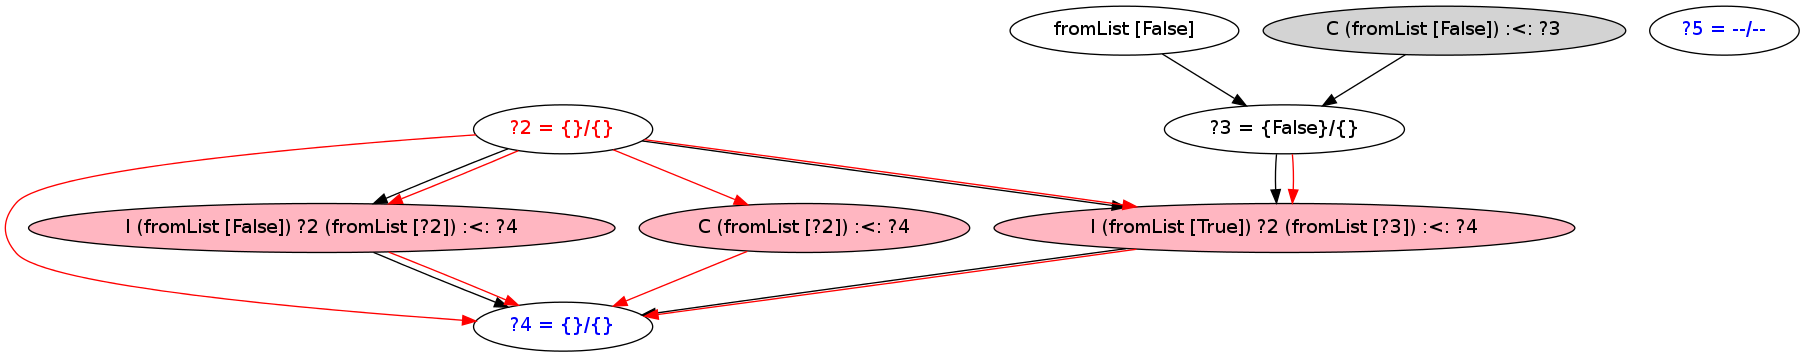 fromList [False]
C (fromList [False]) :<: ?3
?5 = --/--
?2 = {}/{}
?3 = {False}/{}
I (fromList [False]) ?2 (fromList [?2]) :<: ?4
C (fromList [?2]) :<: ?4
I (fromList [True]) ?2 (fromList [?3]) :<: ?4
?4 = {}/{}